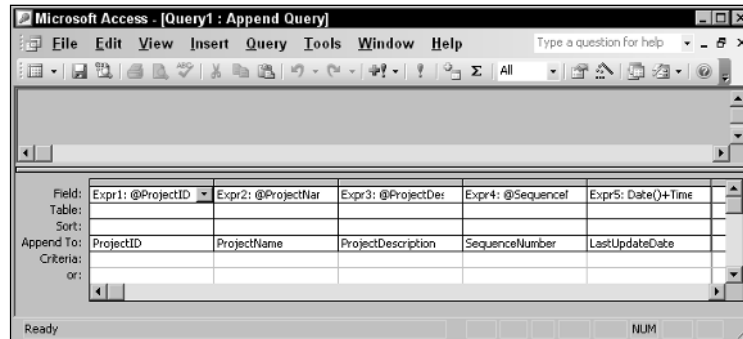 Microsoft Access - [Query1 : Append Query]
File Edit View Insert Query Tools Window Help Type a question for help
Σ All
Field: Expr1: @ProjectID Expr2: @ProjectNar Expr3: @ProjectDes Expr4: @Sequencef Expr5: Date()+Time
Table:
Sort:
Append To: ProjectID ProjectName ProjectDescription SequenceNumber LastUpdateDate
Criteria:
or:
Ready NUM